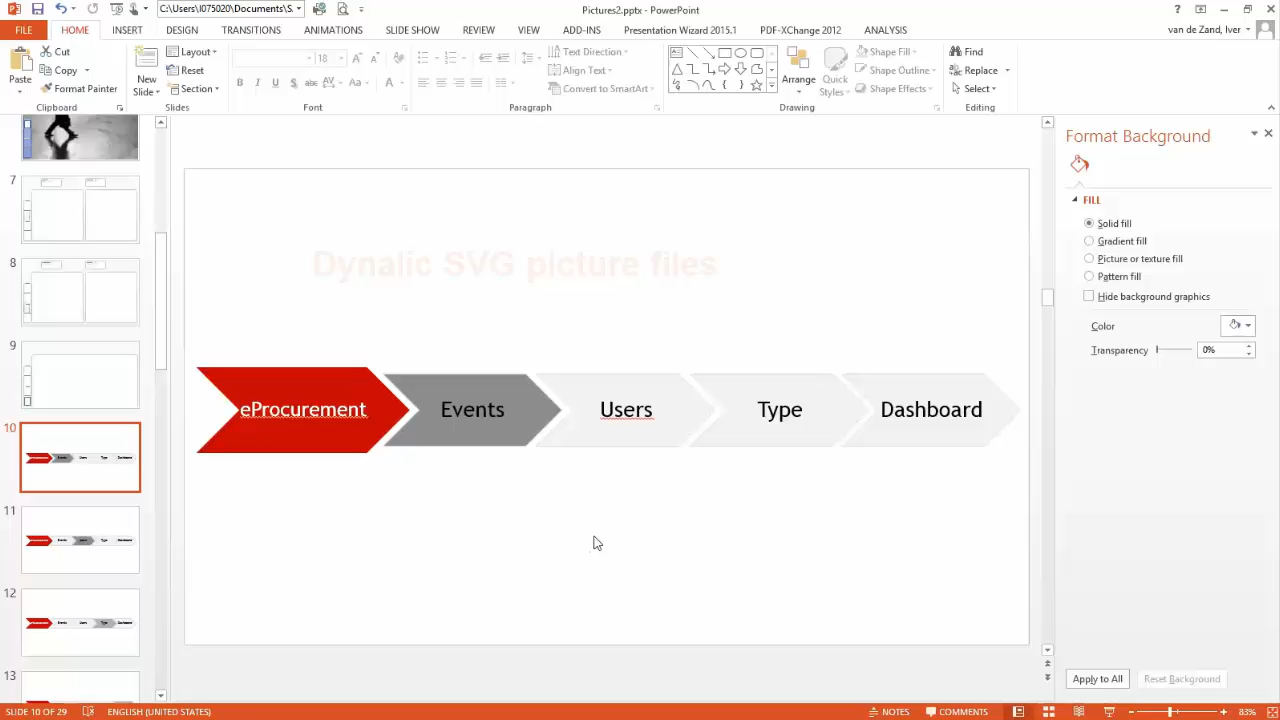 C:\Users\I075020\Documents\S.
Pictures2.pptx - PowerPoint
FILE HOME INSERT DESIGN TRANSITIONS ANIMATIONS SLIDE SHOW REVIEW VIEW ADD-INS Presentation Wizard 2015.1 PDF-XChange 2012 ANALYSIS
van de Zand, Iver
Paste
Cut
Copy
Format Painter
Clipboard
New
Slide
Layout
Reset
Section
Slides
18
Font
Text Direction
Align Text
Convert to SmartArt
Paragraph
Arrange
Quick
Styles
Shape Fill
Shape Outline
Shape Effects
Drawing
Find
Replace
Select
Editing
7
8
9
10
11
12
13
Dynalic SVG picture files
eProcurement Events Users Type Dashboard
Format Background
FILL
Solid fill
Gradient fill
Picture or texture fill
Pattern fill
Hide background graphics
Color
Transparency 0%
Apply to All Reset Background
SLIDE 10 OF 29 ENGLISH (UNITED STATES) NOTES COMMENTS 83%